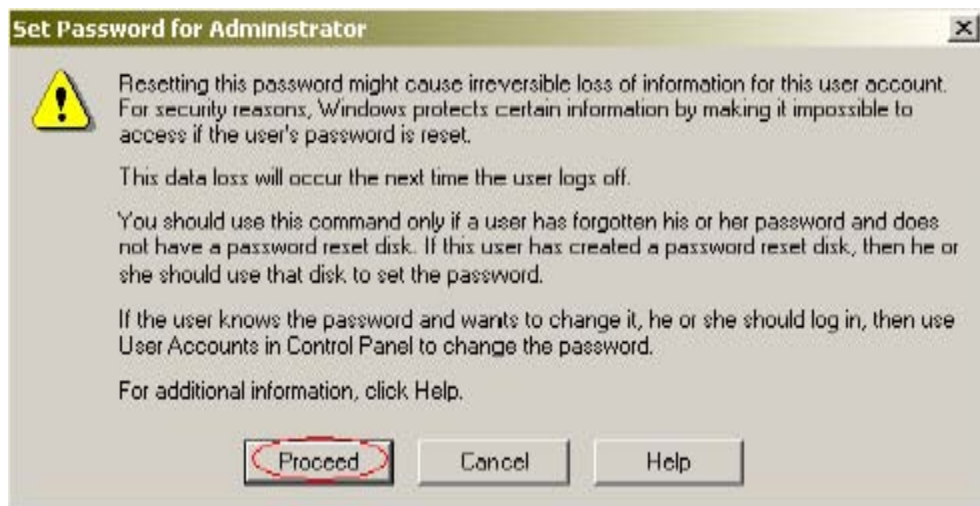 Set Password for Administrator
Resetting this password might cause irreversible loss of information for this user account.
For security reasons, Windows protects certain information by making it impossible to
access if the user's password is reset.
This data loss will occur the next time the user logs off.
You should use this command only if a user has forgotten his or her password and does
not have a password reset disk. If this user has created a password reset disk, then he or
she should use that disk to set the password.
If the user knows the password and wants to change it, he or she should log in, then use
User Accounts in Control Panel to change the password.
For additional information, click Help.
Proceed Cancel Help